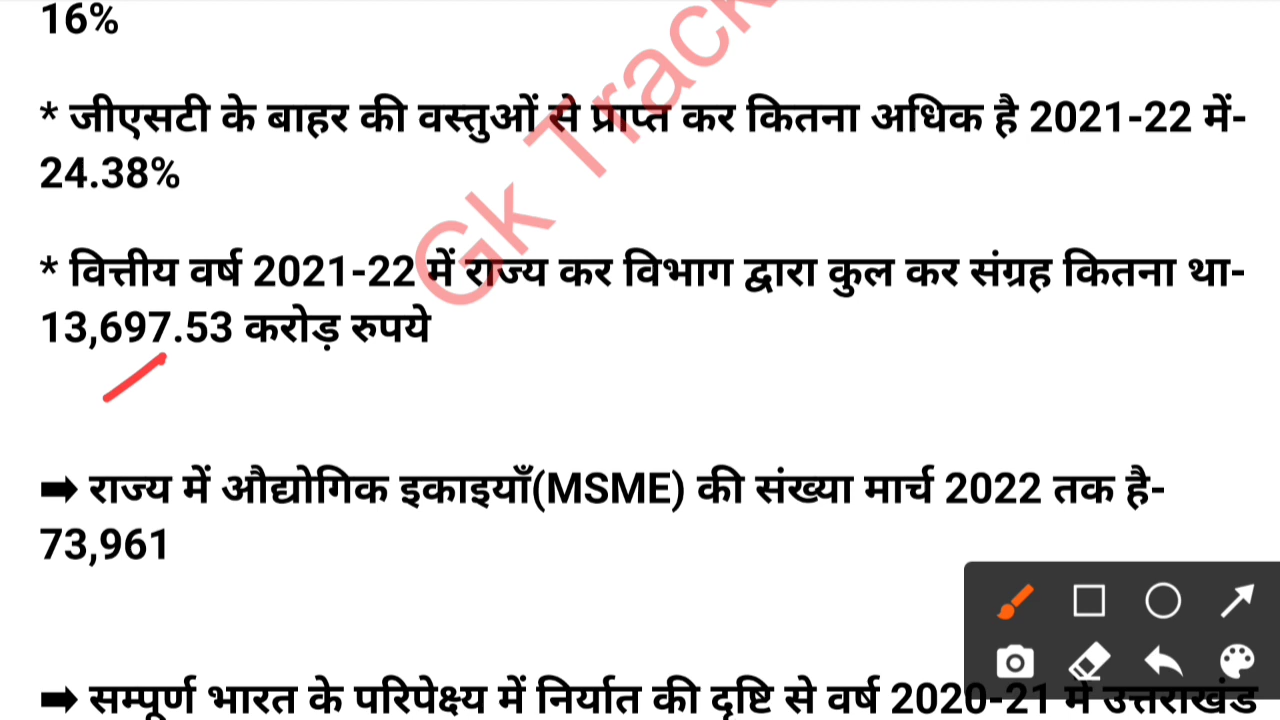 16%
* जीएसटी के बाहर की वस्तुओं से प्राप्त कर कितना अधिक है 2021-22 में-
24.38%
* वित्तीय वर्ष 2021-22 में राज्य कर विभाग द्वारा कुल कर संग्रह कितना था-
13,697.53 करोड़ रुपये
➡ राज्य में औद्योगिक इकाइयाँ(MSME) की संख्या मार्च 2022 तक है-
73,961
➡ सम्पूर्ण भारत के परिपेक्ष्य में निर्यात की दृष्टि से वर्ष 2020-21 में उत्तराखंड
Gk Track